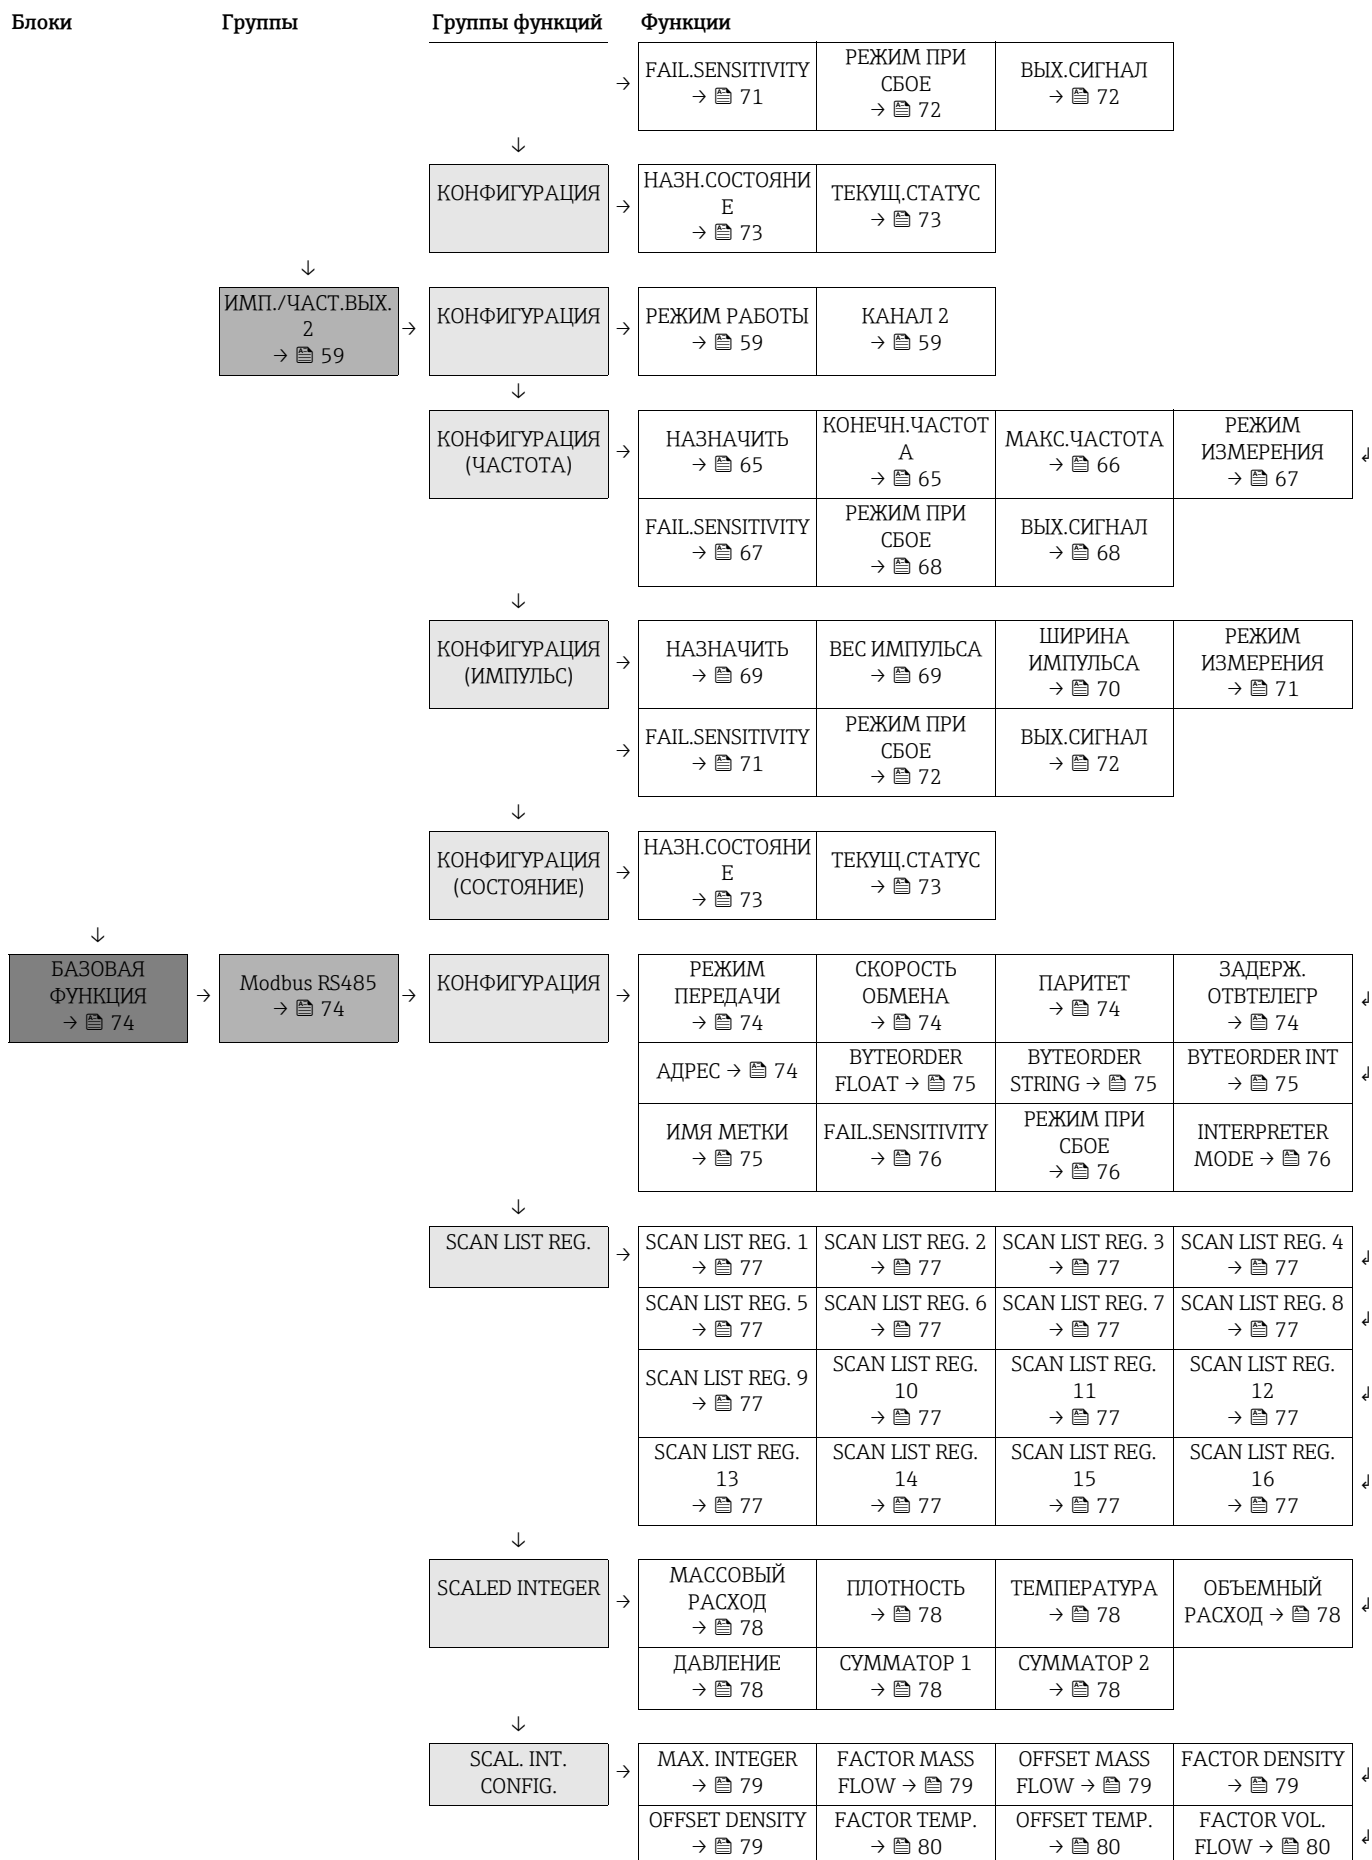 Блоки Группы Группы функций Функции
→ FAIL.SENSITIVITY РЕЖИМ ПРИ ВЫХ.СИГНАЛ
→ 71 СБОЕ → 72
→ 72
↓
КОНФИГУРАЦИЯ → НАЗН.СОСТОЯНИ ТЕКУЩ.СТАТУС
Е → 73
→ 73
↓
ИМП./ЧАСТ.ВЫХ. → КОНФИГУРАЦИЯ → РЕЖИМ РАБОТЫ КАНАЛ 2
2 → 59 → 59
→ 59
↓
КОНФИГУРАЦИЯ → НАЗНАЧИТЬ КОНЕЧН.ЧАСТОТ МАКС.ЧАСТОТА РЕЖИМ ↲
(ЧАСТОТА) → 65 А → 66 ИЗМЕРЕНИЯ
→ 65 → 67
FAIL.SENSITIVITY РЕЖИМ ПРИ ВЫХ.СИГНАЛ
→ 67 СБОЕ → 68
→ 68
↓
КОНФИГУРАЦИЯ → НАЗНАЧИТЬ ВЕС ИМПУЛЬСА ШИРИНА РЕЖИМ
(ИМПУЛЬС) → 69 → 69 ИМПУЛЬСА ИЗМЕРЕНИЯ
→ 70 → 71
→ FAIL.SENSITIVITY РЕЖИМ ПРИ ВЫХ.СИГНАЛ
→ 71 СБОЕ → 72
→ 72
↓
КОНФИГУРАЦИЯ → НАЗН.СОСТОЯНИ ТЕКУЩ.СТАТУС
(СОСТОЯНИЕ) Е → 73
→ 73
↓
БАЗОВАЯ → Modbus RS485 → КОНФИГУРАЦИЯ → РЕЖИМ СКОРОСТЬ ПАРИТЕТ ЗАДЕРЖ. ↲
ФУНКЦИЯ → 74 ПЕРЕДАЧИ ОБМЕНА → 74 ОТВТЕЛЕГР
→ 74 → 74 → 74 → 74
АДРЕС → 74 BYTEORDER BYTEORDER BYTEORDER INT ↲
FLOAT → 75 STRING → 75 → 75
ИМЯ МЕТКИ FAIL.SENSITIVITY РЕЖИМ ПРИ INTERPRETER
→ 75 → 76 СБОЕ MODE → 76
→ 76
↓
SCAN LIST REG. → SCAN LIST REG. 1 SCAN LIST REG. 2 SCAN LIST REG. 3 SCAN LIST REG. 4 ↲
→ 77 → 77 → 77 → 77
SCAN LIST REG. 5 SCAN LIST REG. 6 SCAN LIST REG. 7 SCAN LIST REG. 8 ↲
→ 77 → 77 → 77 → 77
SCAN LIST REG. 9 SCAN LIST REG. SCAN LIST REG. SCAN LIST REG. ↲
→ 77 10 11 12
→ 77 → 77 → 77
SCAN LIST REG. SCAN LIST REG. SCAN LIST REG. SCAN LIST REG. ↲
13 14 15 16
→ 77 → 77 → 77 → 77
↓
SCALED INTEGER → МАССОВЫЙ ПЛОТНОСТЬ ТЕМПЕРАТУРА ОБЪЕМНЫЙ ↲
РАСХОД → 78 → 78 РАСХОД → 78
→ 78
ДАВЛЕНИЕ СУММАТОР 1 СУММАТОР 2
→ 78 → 78 → 78
↓
SCAL. INT. → MAX. INTEGER FACTOR MASS OFFSET MASS FACTOR DENSITY ↲
CONFIG. → 79 FLOW → 79 FLOW → 79 → 79
OFFSET DENSITY FACTOR TEMP. OFFSET TEMP. FACTOR VOL. ↲
→ 79 → 80 → 80 FLOW → 80